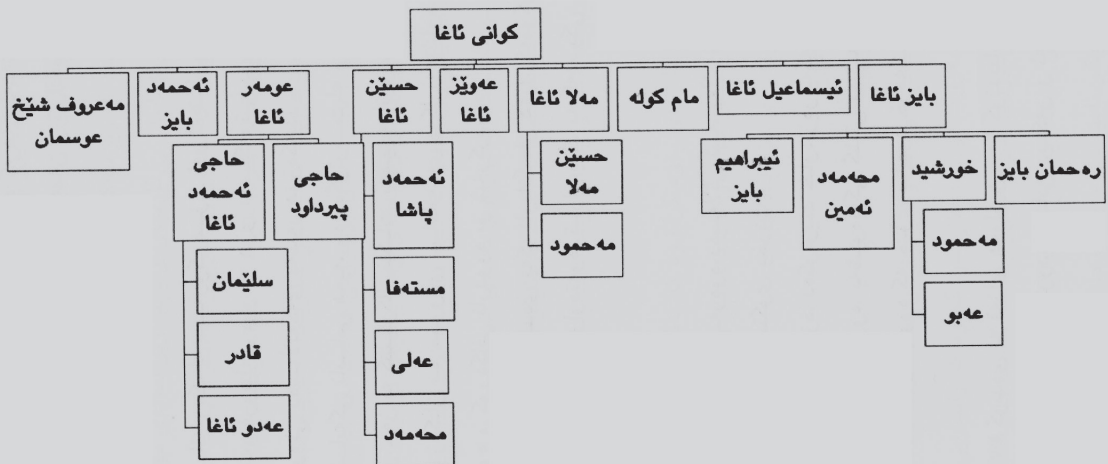 کوانی ئاغا
بایز ئاغا
ئیسماعیل ئاغا
مام کوله
مەلا ئاغا
عەوێز
ئاغا
حسێن
ئاغا
عومەر
ئاغا
ئەحمەد
بایز
مەعروف شێخ
عوسمان
رەحمان بایز
خورشید
محەمەد
ئەمین
ئیبراهیم
بایز
مەحمود
عەبو
حسێن
مەلا
مەحمود
ئەحمەد
پاشا
مستەفا
عەلی
محەمەد
حاجی
پیرداود
حاجی
ئەحمەد
ئاغا
سلێمان
قادر
عەدو ئاغا